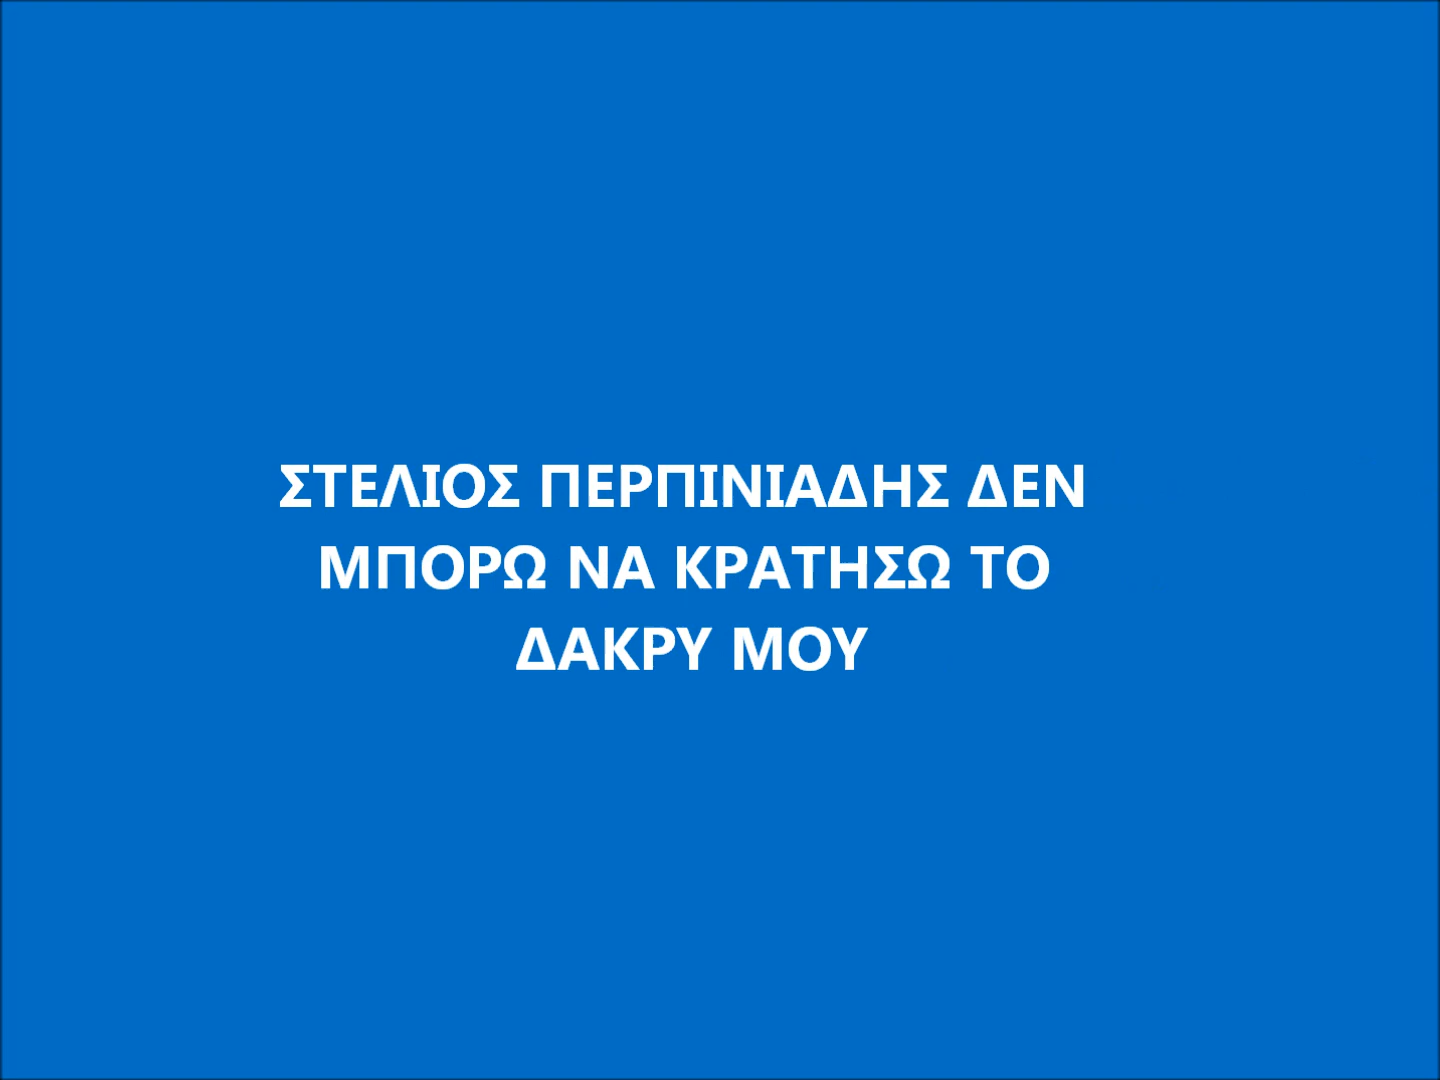 ΣΤΕΛΙΟΣ ΠΕΡΠΙΝΙΑΔΗΣ ΔΕΝ
ΜΠΟΡΩ ΝΑ ΚΡΑΤΗΣΩ ΤΟ
ΔΑΚΡΥ ΜΟΥ